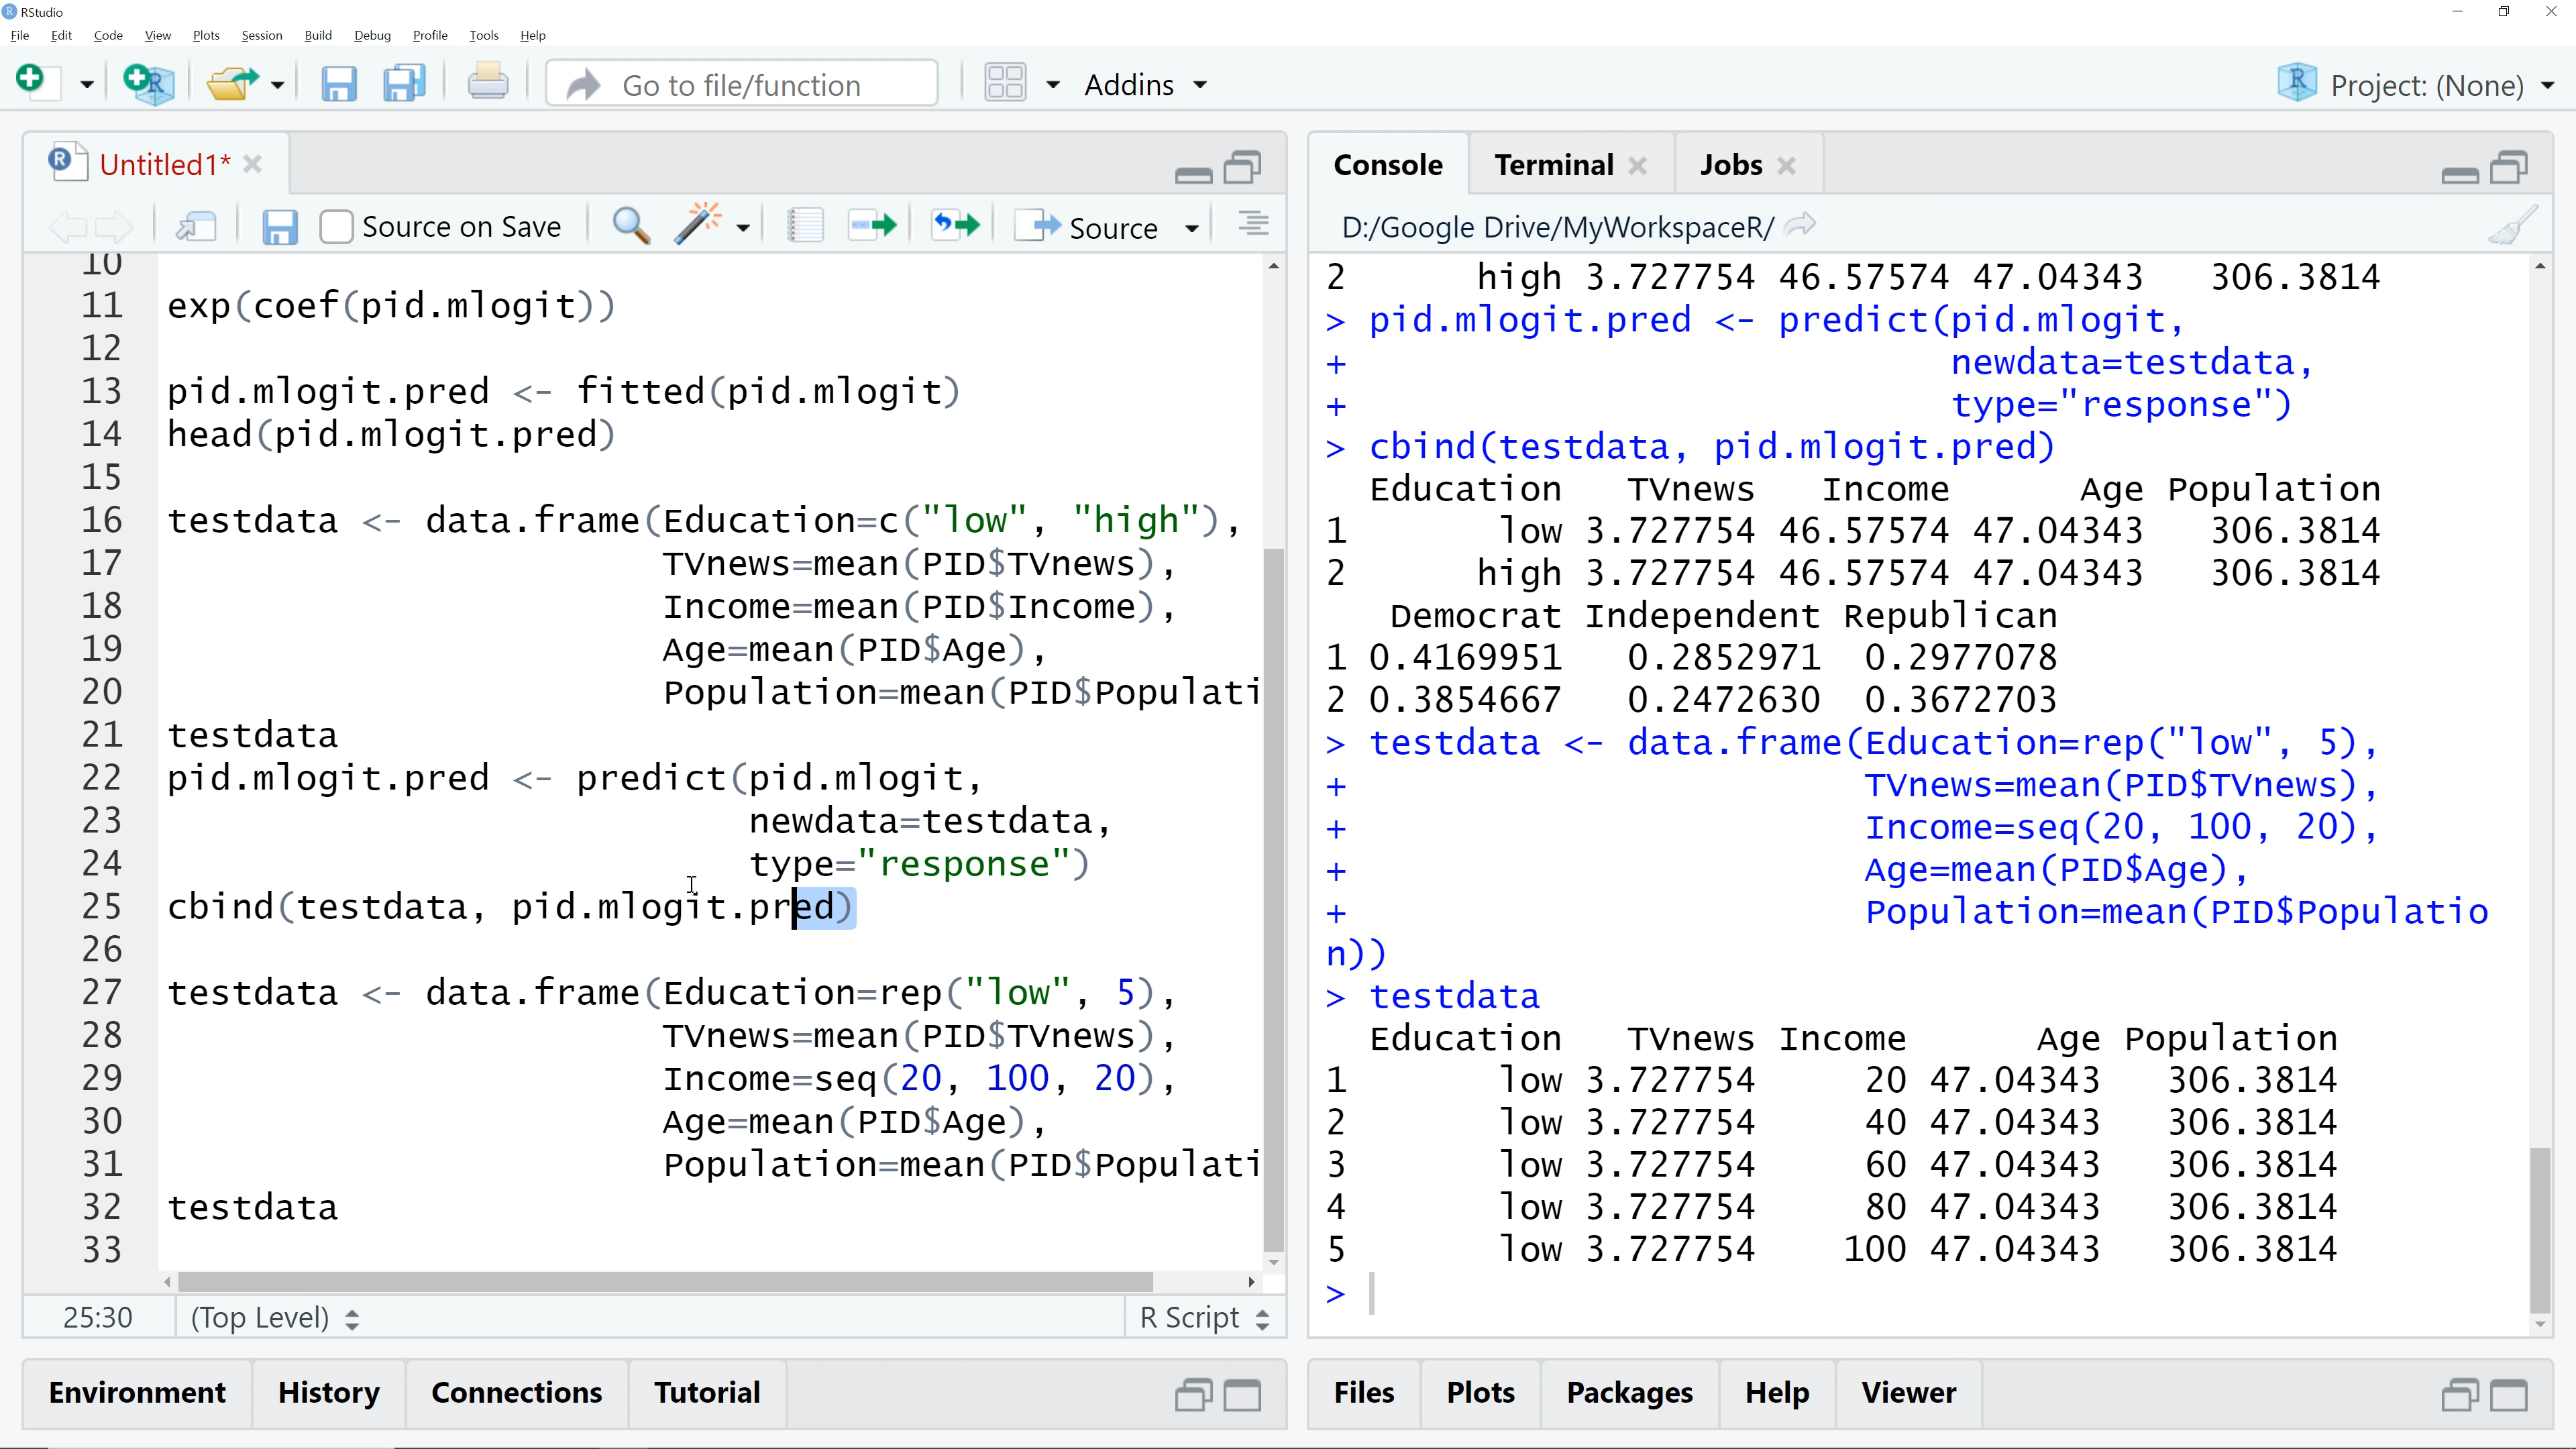 RStudio
File Edit Code View Plots Session Build Debug Profile Tools Help
Go to file/function Addins Project: (None)
Untitled1*
Source on Save Source
10
11 exp(coef(pid.mlogit))
12
13 pid.mlogit.pred <- fitted(pid.mlogit)
14 head(pid.mlogit.pred)
15
16 testdata <- data.frame(Education=c("low", "high"),
17 TVnews=mean(PID$TVnews),
18 Income=mean(PID$Income),
19 Age=mean(PID$Age),
20 Population=mean(PID$Populati
21 testdata
22 pid.mlogit.pred <- predict(pid.mlogit,
23 newdata=testdata,
24 type="response")
25 cbind(testdata, pid.mlogit.pred)
26
27 testdata <- data.frame(Education=rep("low", 5),
28 TVnews=mean(PID$TVnews),
29 Income=seq(20, 100, 20),
30 Age=mean(PID$Age),
31 Population=mean(PID$Populati
32 testdata
33
25:30 (Top Level) R Script
Environment History Connections Tutorial
Console Terminal Jobs
D:/Google Drive/MyWorkspaceR/
2 high 3.727754 46.57574 47.04343 306.3814
> pid.mlogit.pred <- predict(pid.mlogit,
+ newdata=testdata,
+ type="response")
> cbind(testdata, pid.mlogit.pred)
Education TVnews Income Age Population
1 low 3.727754 46.57574 47.04343 306.3814
2 high 3.727754 46.57574 47.04343 306.3814
Democrat Independent Republican
1 0.4169951 0.2852971 0.2977078
2 0.3854667 0.2472630 0.3672703
> testdata <- data.frame(Education=rep("low", 5),
+ TVnews=mean(PID$TVnews),
+ Income=seq(20, 100, 20),
+ Age=mean(PID$Age),
+ Population=mean(PID$Populatio
n))
> testdata
Education TVnews Income Age Population
1 low 3.727754 20 47.04343 306.3814
2 low 3.727754 40 47.04343 306.3814
3 low 3.727754 60 47.04343 306.3814
4 low 3.727754 80 47.04343 306.3814
5 low 3.727754 100 47.04343 306.3814
>
Files Plots Packages Help Viewer